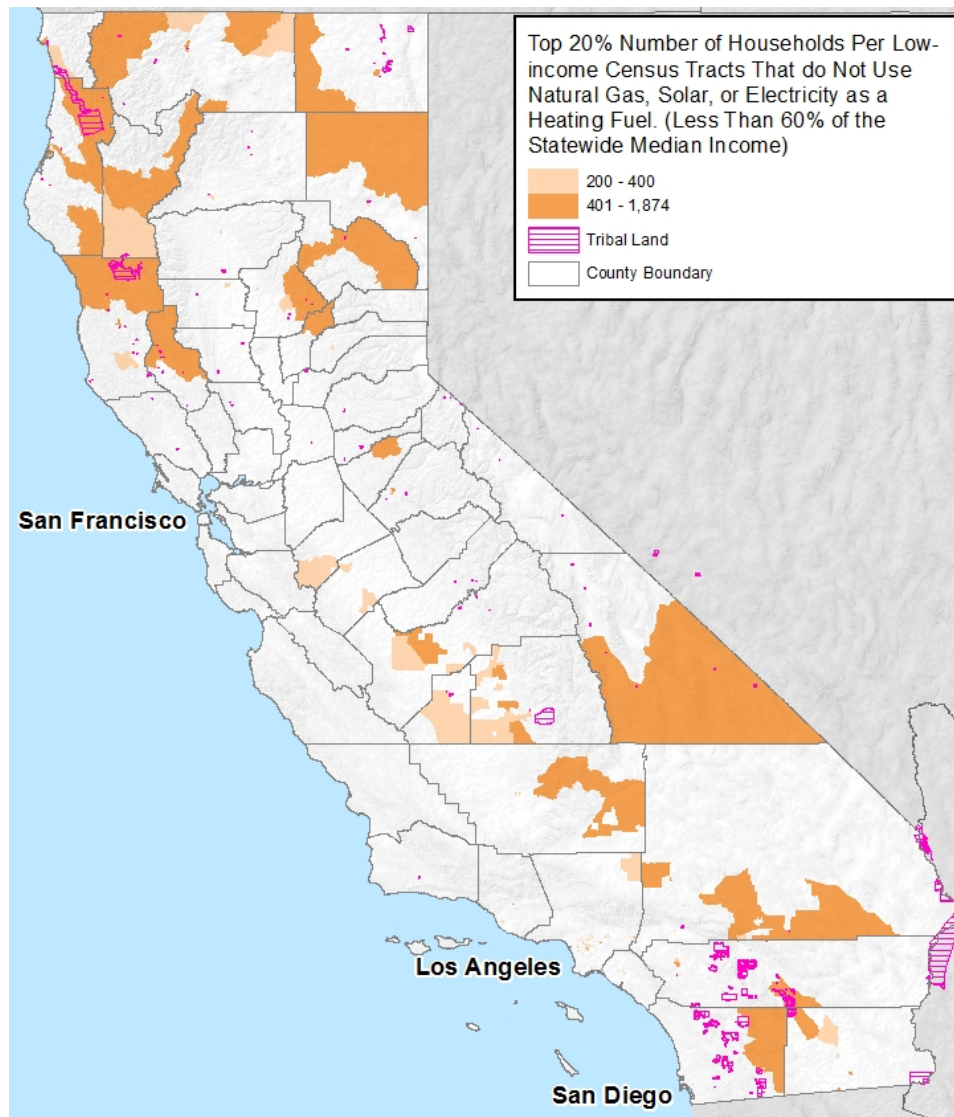 Top 20% Number of Households Per Low-
income Census Tracts That do Not Use
Natural Gas, Solar, or Electricity as a
Heating Fuel. (Less Than 60% of the
Statewide Median Income)
200 - 400
401 - 1,874
Tribal Land
County Boundary
San Francisco
Los Angeles
San Diego